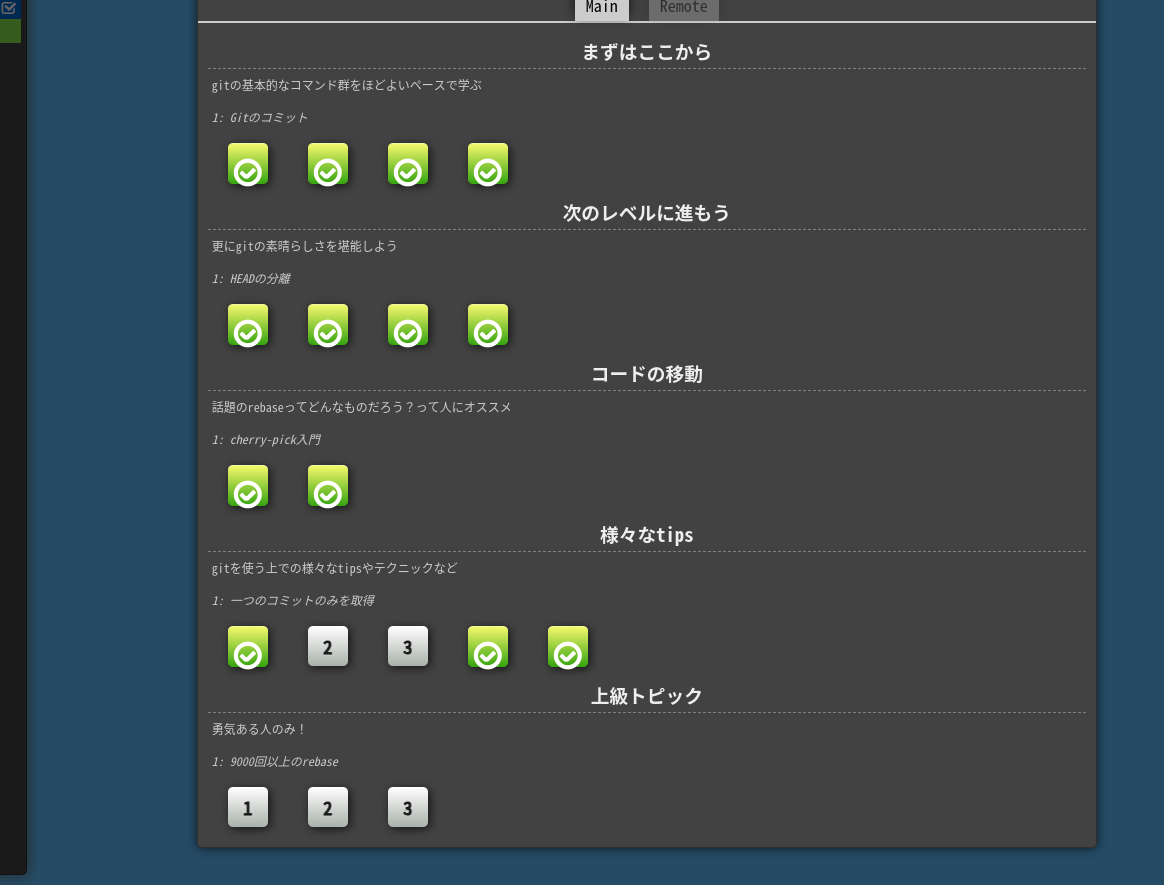 Main Remote
まずはここから
gitの基本的なコマンド群をほどよいペースで学ぶ
1: Gitのコミット
次のレベルに進もう
更にgitの素晴らしさを堪能しよう
1: HEADの分離
コードの移動
話題のrebaseってどんなものだろう？って人にオススメ
1: cherry-pick入門
様々なtips
gitを使う上での様々なtipsやテクニックなど
1: 一つのコミットのみを取得
2 3
上級トピック
勇気ある人のみ！
1: 9000回以上のrebase
1 2 3